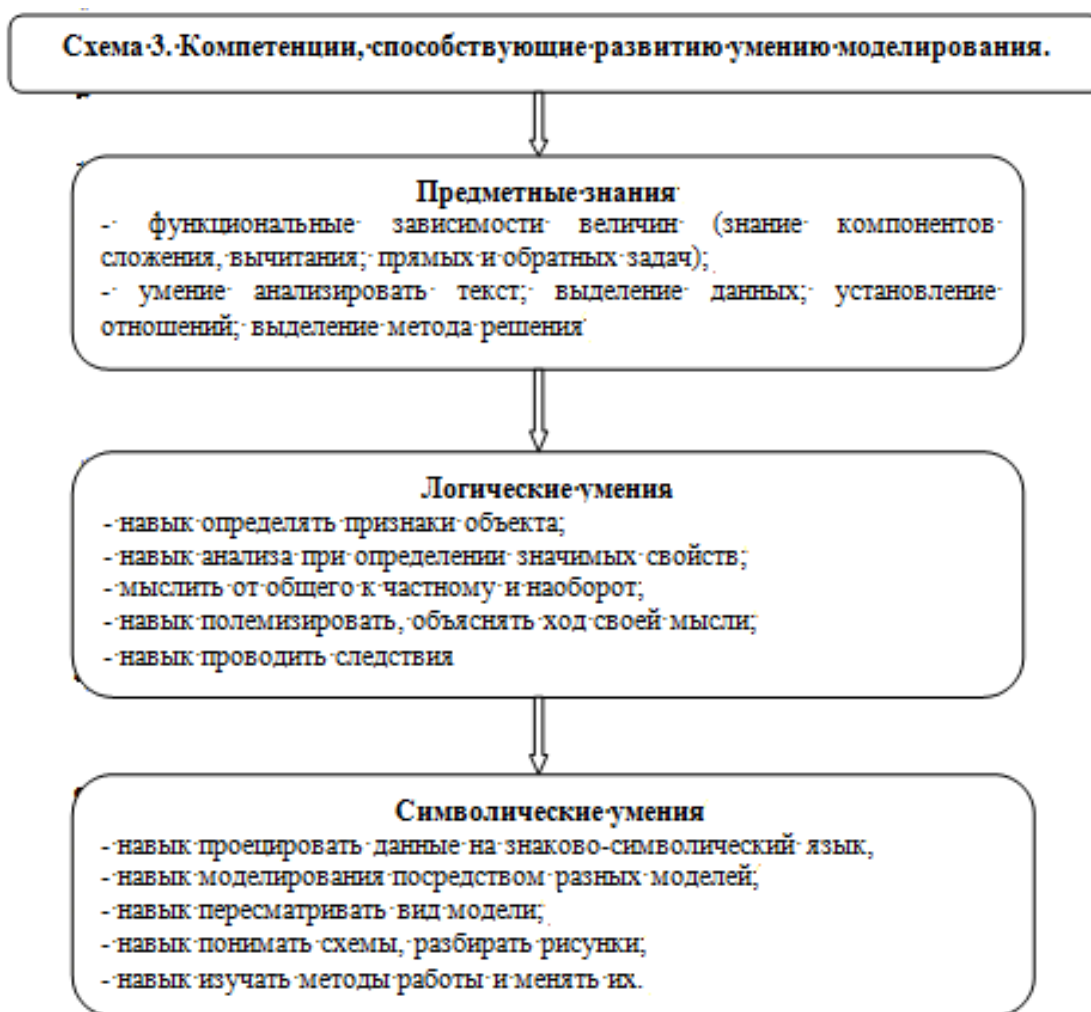 Схема 3. Компетенции, способствующие развитию умению моделирования.
Предметные знания
- функциональные зависимости величин (знание компонентов
сложения, вычитания; прямых и обратных задач);
- умение анализировать текст; выделение данных; установление
отношений; выделение метода решения
Логические умения
- навык определять признаки объекта;
- навык анализа при определении значимых свойств;
- мыслить от общего к частному и наоборот;
- навык полемизировать, объяснять ход своей мысли;
- навык проводить следствия
Символические умения
- навык проецировать данные на знаково-символический язык,
- навык моделирования посредством разных моделей;
- навык пересматривать вид модели;
- навык понимать схемы, разбирать рисунки;
- навык изучать методы работы и менять их.